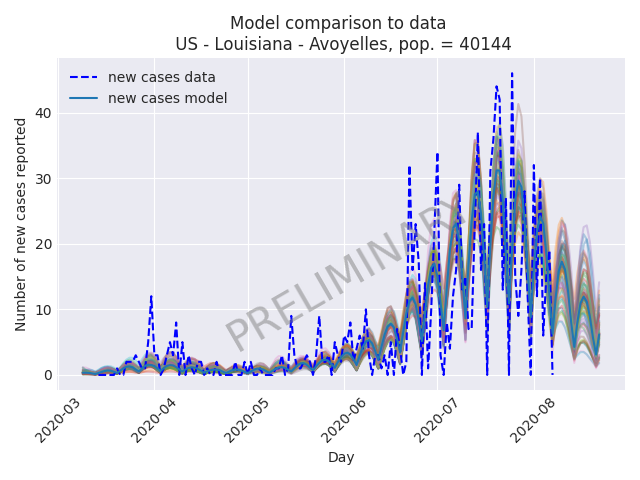 Model comparison to data
US - Louisiana - Avoyelles, pop. = 40144
new cases data
new cases model
PRELIMINARY
Number of new cases reported
40
30
20
10
0
2020-03
2020-04
2020-05
2020-06
2020-07
2020-08
Day